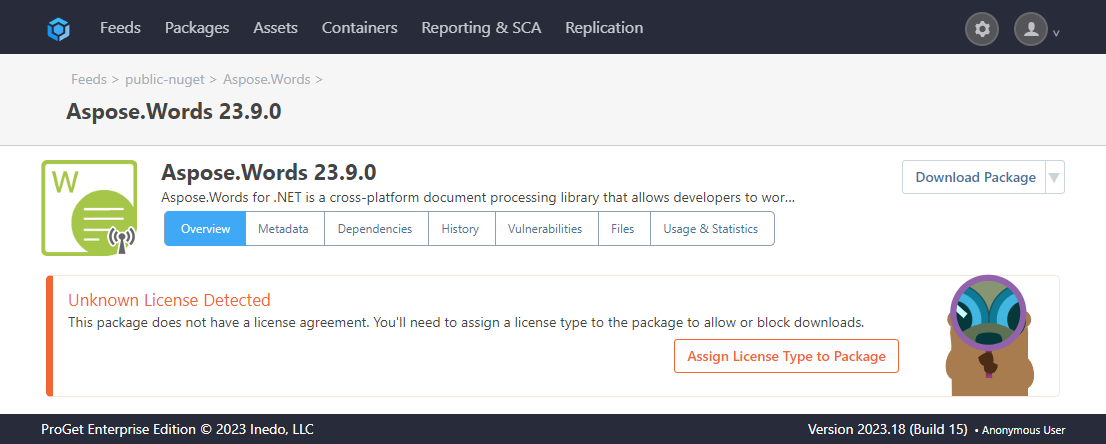 Feeds Packages Assets Containers Reporting & SCA Replication
Feeds > public-nuget > Aspose.Words >
Aspose.Words 23.9.0
W
Aspose.Words 23.9.0
Download Package
Aspose.Words for .NET is a cross-platform document processing library that allows developers to wor...
Overview Metadata Dependencies History Vulnerabilities Files Usage & Statistics
Unknown License Detected
This package does not have a license agreement. You'll need to assign a license type to the package to allow or block downloads.
Assign License Type to Package
ProGet Enterprise Edition © 2023 Inedo, LLC Version 2023.18 (Build 15) • Anonymous User